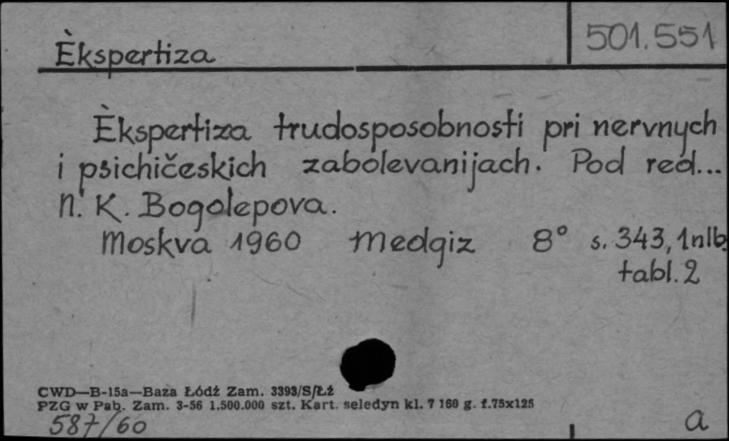 Èkspertiza
501.551
Èkspertiza trudosposobnosti pri nervnych
i psichičeskich zabolevanijach. Pod red...
N. K. Bogolepova.
Moskva 1960 Medgiz 8° s. 343, 1nlb.
tabl. 2
CWD—B-15a—Baza Łódź Zam. 3393/S/Łź
PZG w Pab. Zam. 3-56 1.500.000 szt. Kart. seledyn kl. 7 160 g. f.75x125
587/60
a